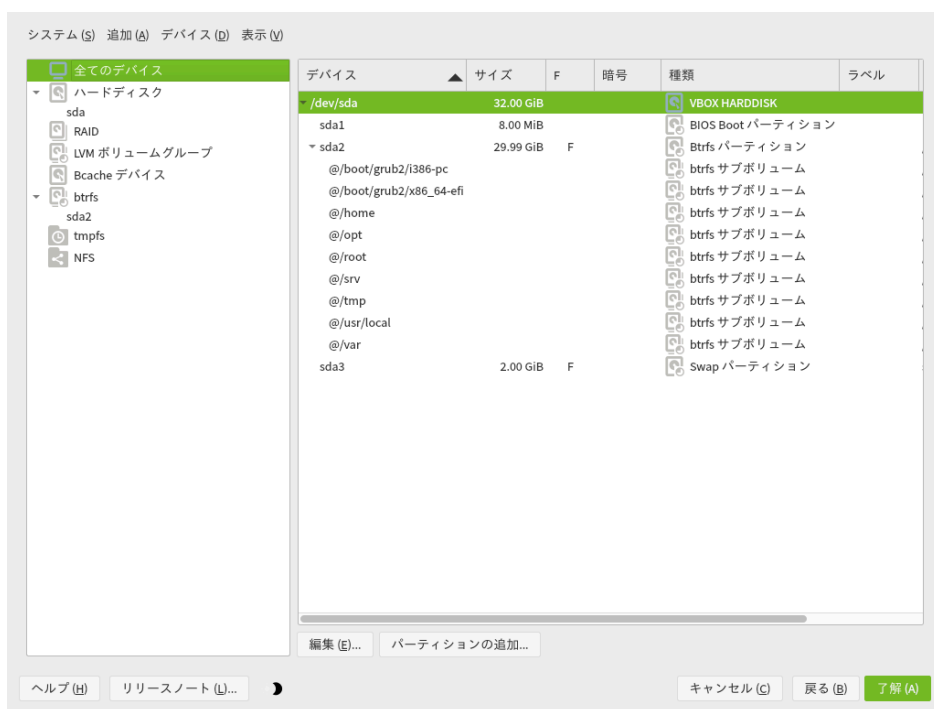 システム (S) 追加 (A) デバイス (D) 表示 (V)
全てのデバイス
ハードディスク
sda
RAID
LVM ボリュームグループ
Bcache デバイス
btrfs
sda2
tmpfs
NFS
デバイス サイズ F 暗号 種類 ラベル
/dev/sda 32.00 GiB VBOX HARDDISK
sda1 8.00 MiB BIOS Boot パーティション
sda2 29.99 GiB F Btrfs パーティション
@/boot/grub2/i386-pc btrfs サブボリューム
@/boot/grub2/x86_64-efi btrfs サブボリューム
@/home btrfs サブボリューム
@/opt btrfs サブボリューム
@/root btrfs サブボリューム
@/srv btrfs サブボリューム
@/tmp btrfs サブボリューム
@/usr/local btrfs サブボリューム
@/var btrfs サブボリューム
sda3 2.00 GiB F Swap パーティション
編集 (E)... パーティションの追加...
ヘルプ (H) リリースノート (L)... キャンセル (C) 戻る (B) 了解 (A)